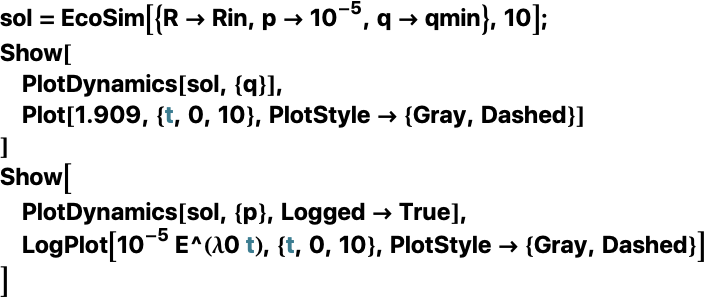 sol = EcoSim[{R → Rin, p → 10⁻⁵, q → qmin}, 10];
Show[
PlotDynamics[sol, {q}],
Plot[1.909, {t, 0, 10}, PlotStyle → {Gray, Dashed}]
]
Show[
PlotDynamics[sol, {p}, Logged → True],
LogPlot[10⁻⁵ E^(λ0 t), {t, 0, 10}, PlotStyle → {Gray, Dashed}]
]